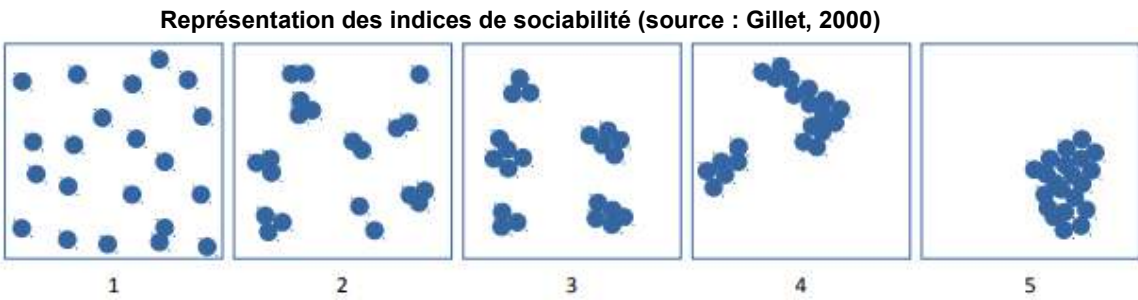 Représentation des indices de sociabilité (source : Gillet, 2000)
1 2 3 4 5